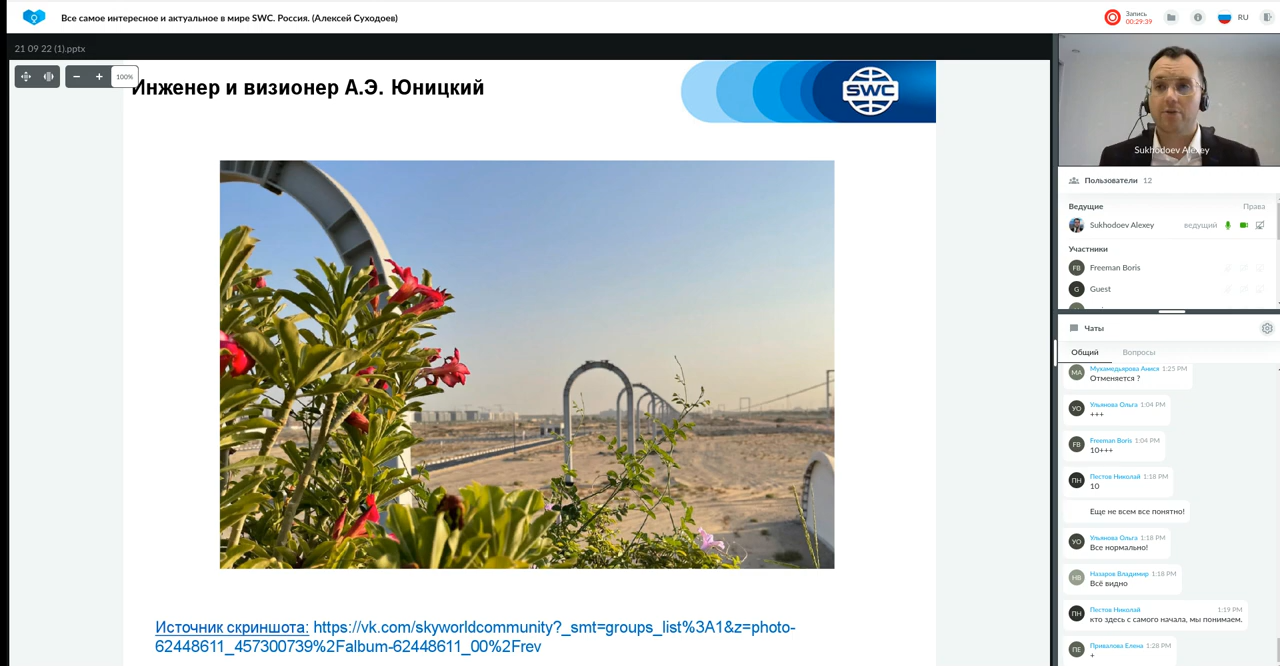 Все самое интересное и актуальное в мире SWC. Россия. (Алексей Суходоев)
Запись
00:29:39
RU
21 09 22 (1).pptx
100%
Инженер и визионер А.Э. Юницкий
SWC
Источник скриншота: https://vk.com/skyworldcommunity?_smt=groups_list%3A1&z=photo-
62448611_457300739%2Falbum-62448611_00%2Frev
Sukhodoev Alexey
Пользователи 12
Ведущие Права
Sukhodoev Alexey ведущий
Участники
FB Freeman Boris
G Guest
Чаты
Общий Вопросы
МА Мухамедьярова Аниса 1:25 PM
Отменяется ?
УО Ульянова Ольга 1:04 PM
+++
FB Freeman Boris 1:04 PM
10+++
ПН Пестов Николай 1:18 PM
10
Еще не всем все понятно!
УО Ульянова Ольга 1:18 PM
Все нормально!
НВ Назаров Владимир 1:18 PM
Всё видно
ПН Пестов Николай 1:19 PM
кто здесь с самого начала, мы понимаем.
ПЕ Привалова Елена 1:28 PM
+